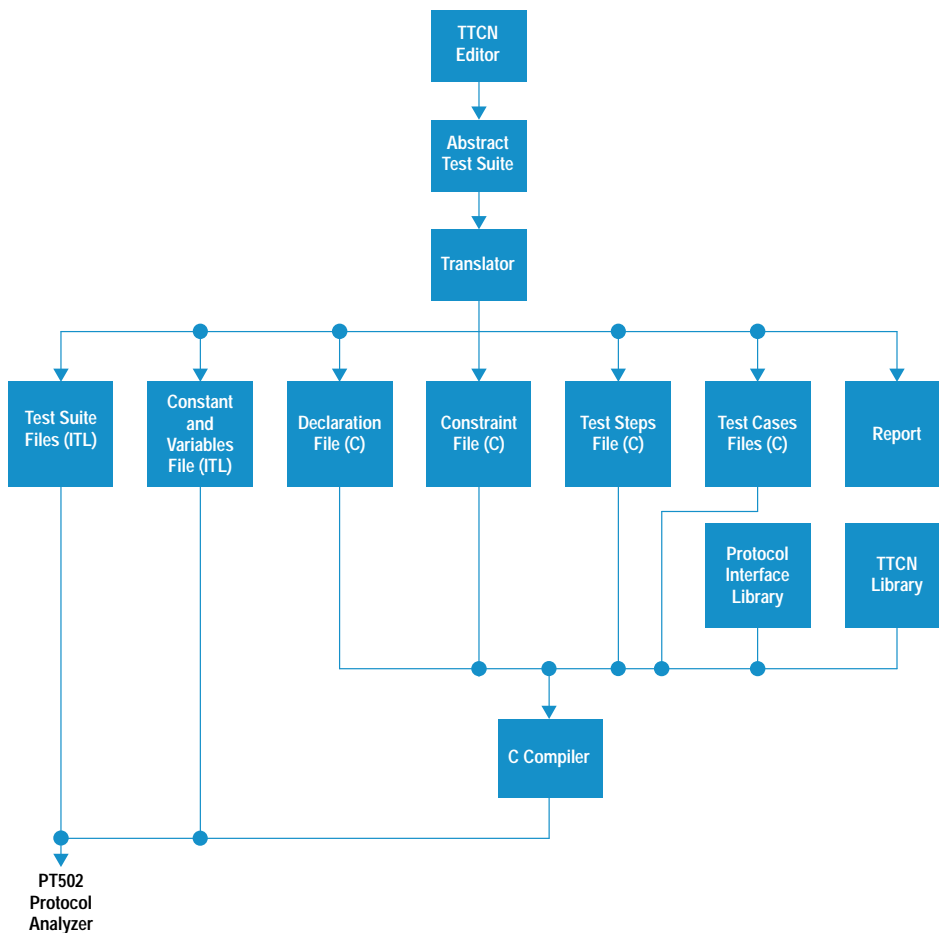 TTCN
Editor
Abstract
Test Suite
Translator
Test Suite
Files (ITL)
Constant
and
Variables
File (ITL)
Declaration
File (C)
Constraint
File (C)
Test Steps
File (C)
Test Cases
Files (C)
Report
Protocol
Interface
Library
TTCN
Library
C Compiler
PT502
Protocol
Analyzer